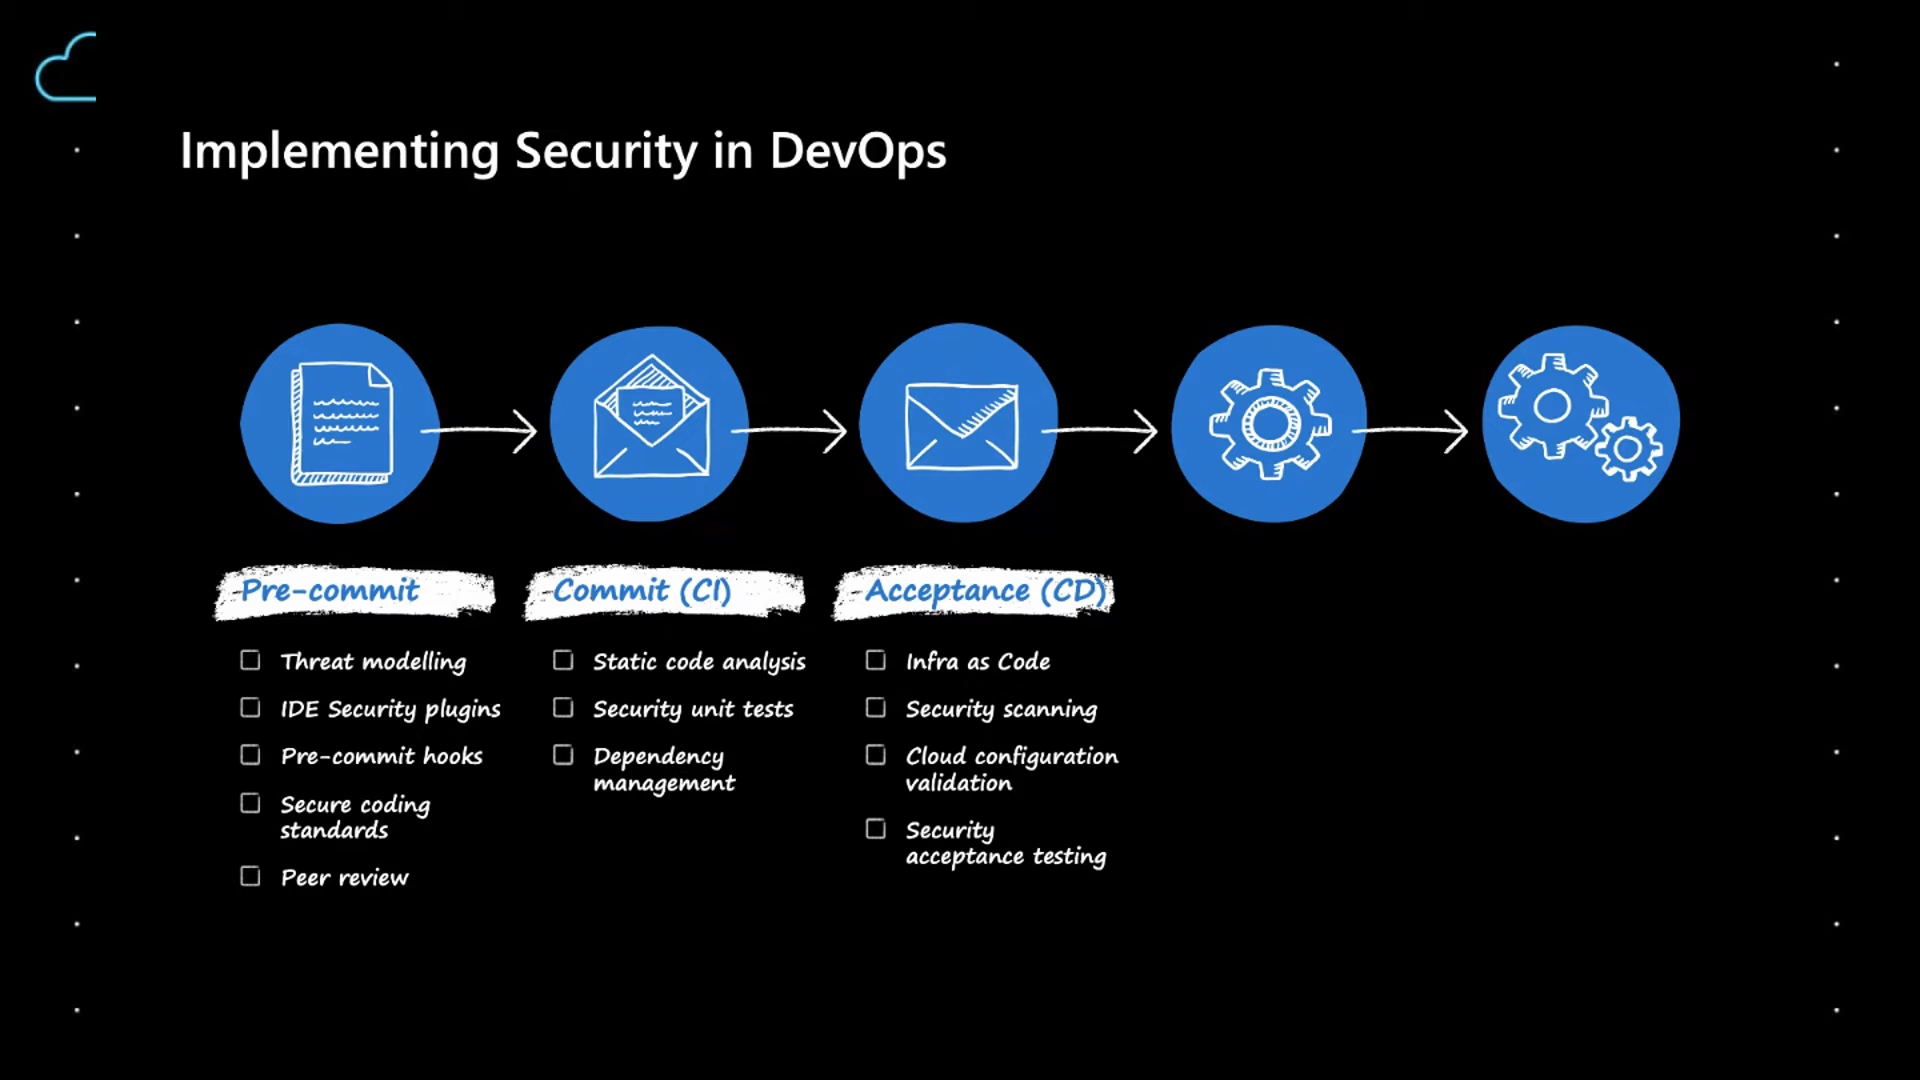 Implementing Security in DevOps
Pre-commit
Threat modelling
IDE Security plugins
Pre-commit hooks
Secure coding
standards
Peer review
Commit (CI)
Static code analysis
Security unit tests
Dependency
management
Acceptance (CD)
Infra as Code
Security scanning
Cloud configuration
validation
Security
acceptance testing